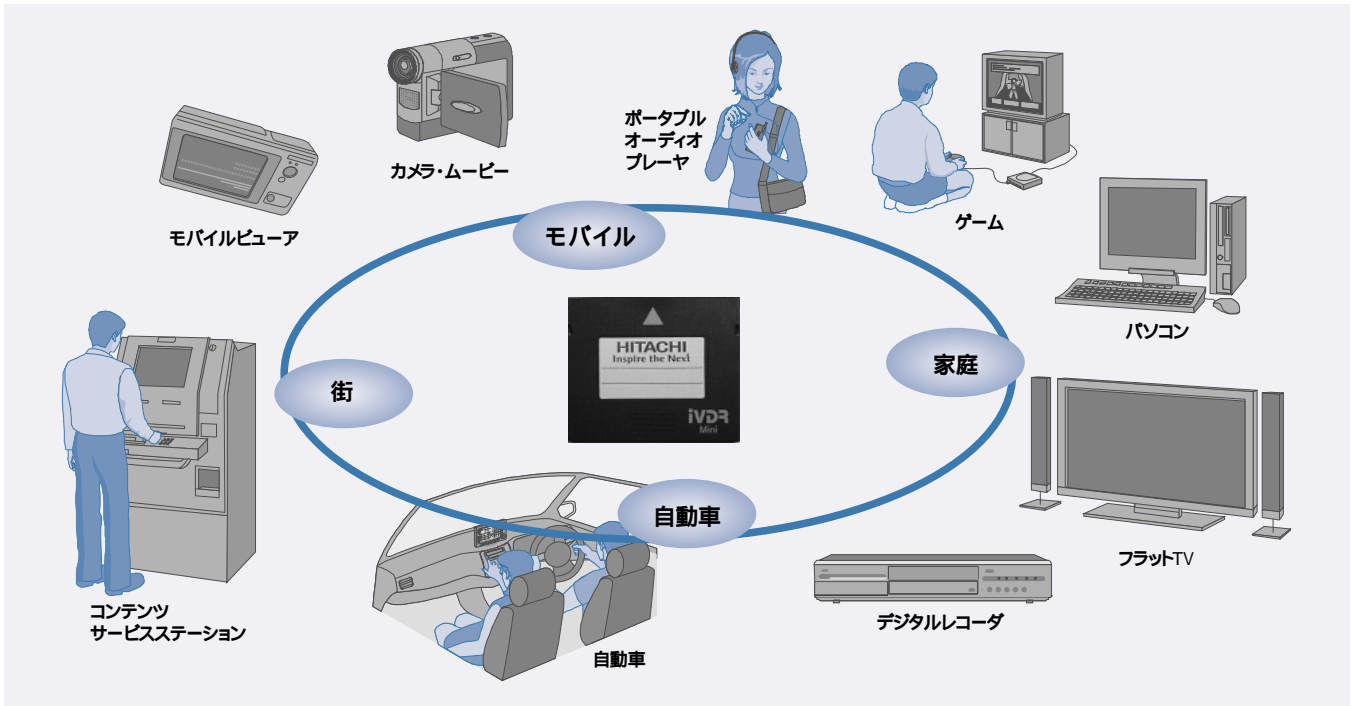 カメラ・ムービー
ポータブル
オーディオ
プレーヤ
モバイルビューア
ゲーム
モバイル
パソコン
HITACHI
Inspire the Next
iVDR
Mini
街
家庭
自動車
フラットTV
デジタルレコーダ
コンテンツ
サービスステーション
自動車